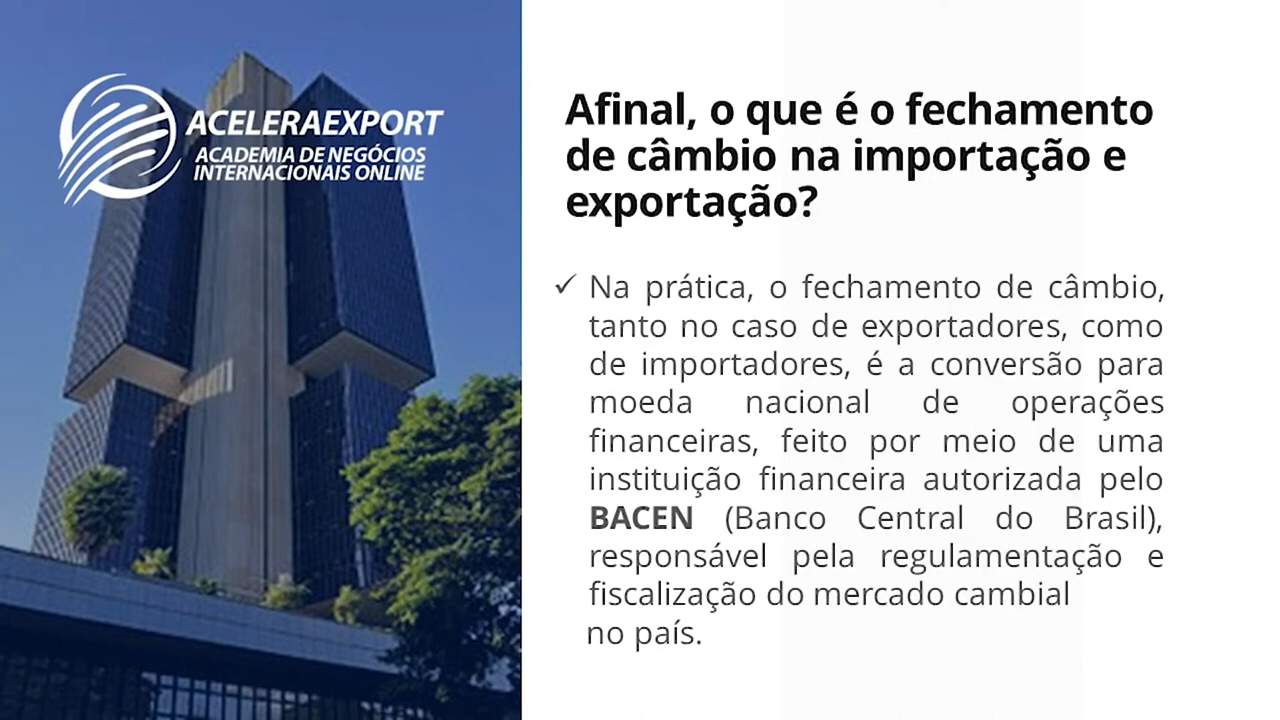 ACELERAEXPORT
ACADEMIA DE NEGÓCIOS
INTERNACIONAIS ONLINE
Afinal, o que é o fechamento
de câmbio na importação e
exportação?
✓ Na prática, o fechamento de câmbio,
tanto no caso de exportadores, como
de importadores, é a conversão para
moeda nacional de operações
financeiras, feito por meio de uma
instituição financeira autorizada pelo
BACEN (Banco Central do Brasil),
responsável pela regulamentação e
fiscalização do mercado cambial
no país.